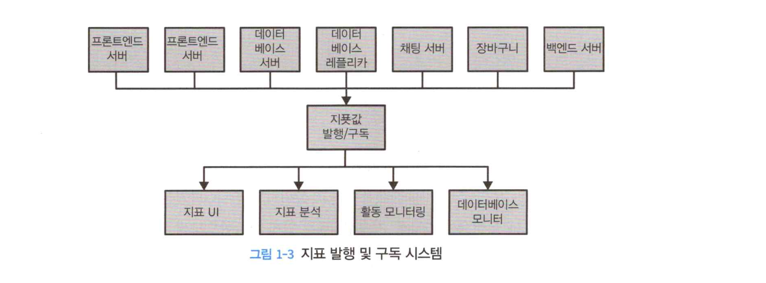 프론트엔드
서버
프론트엔드
서버
데이터
베이스
서버
데이터
베이스
레플리카
채팅 서버
장바구니
백엔드 서버
지푯값
발행/구독
지표 UI
지표 분석
활동 모니터링
데이터베이스
모니터
그림 1-3 지표 발행 및 구독 시스템